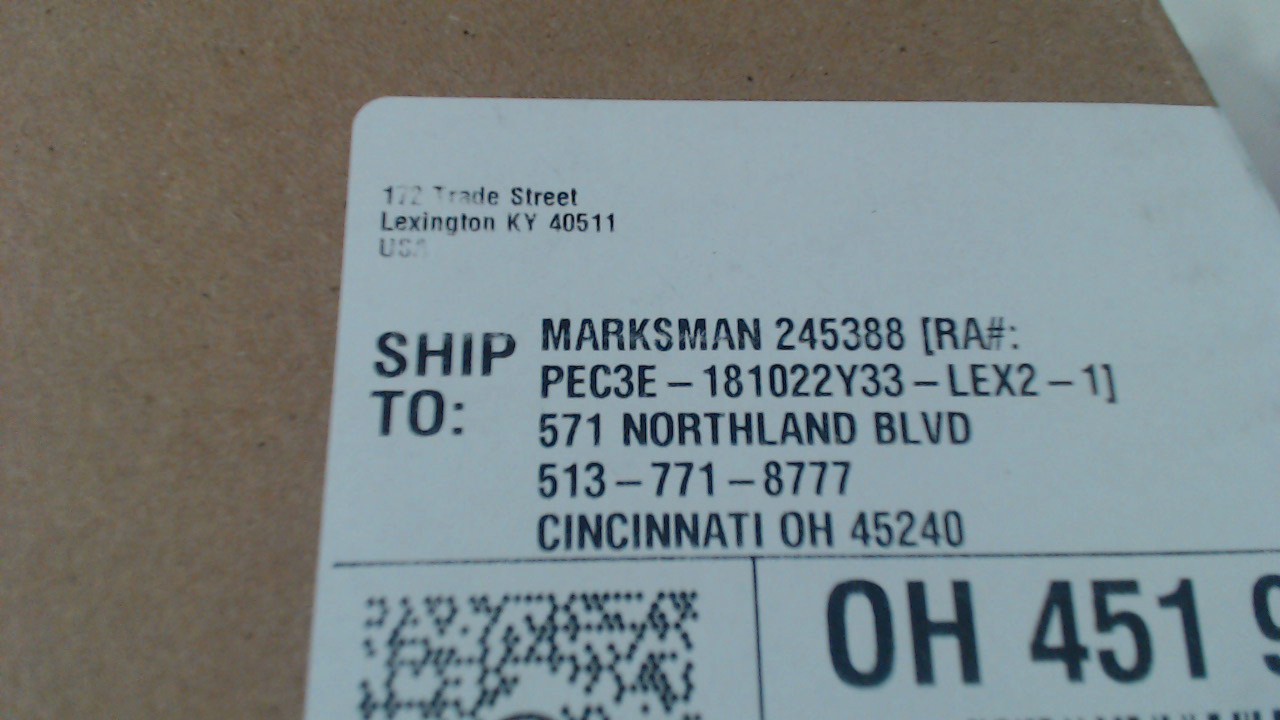 172 Trade Street
Lexington KY 40511
USA
SHIP TO:
MARKSMAN 245388 [RA#:
PEC3E-181022Y33-LEX2-1]
571 NORTHLAND BLVD
513-771-8777
CINCINNATI OH 45240
OH 451 9